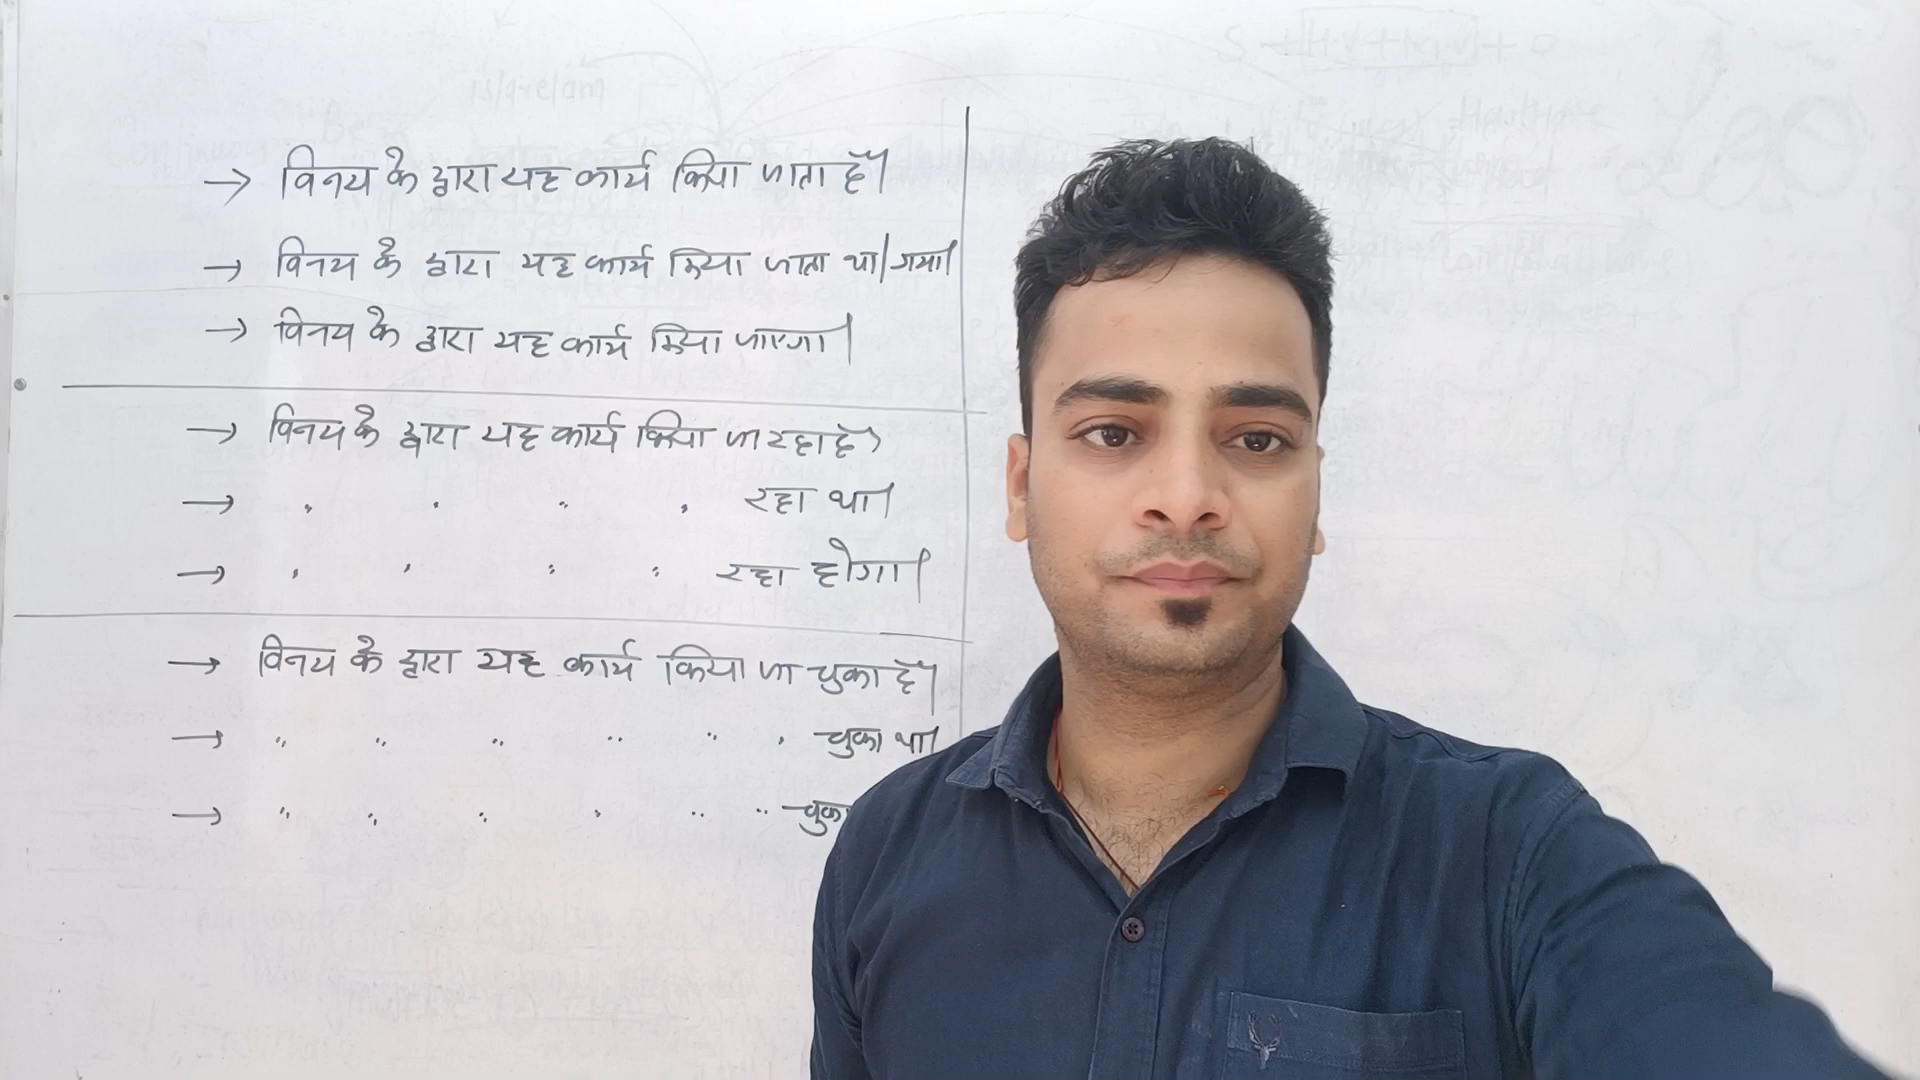 → विनय के द्वारा यह कार्य किया जाता है।
→ विनय के द्वारा यह कार्य किया जाता था/गया।
→ विनय के द्वारा यह कार्य किया जाएगा।
→ विनय के द्वारा यह कार्य किया जा रहा है
→ " " " " रहा था।
→ " " " " रहा होगा।
→ विनय के द्वारा यह कार्य किया जा चुका है।
→ " " " " " " चुका था।
→ " " " " " " चुका